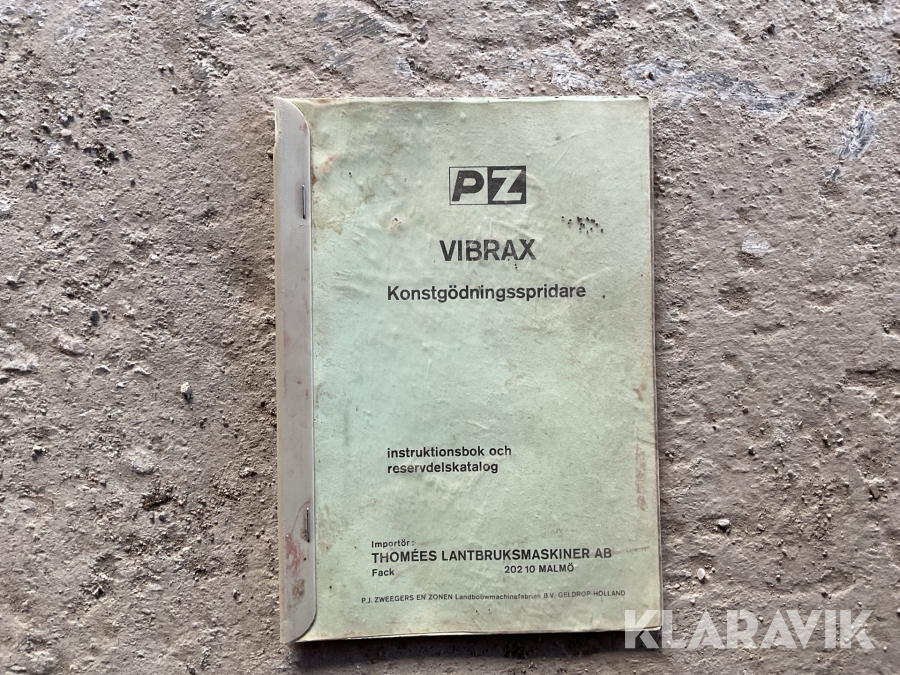 PZ
VIBRAX
Konstgödningsspridare
instruktionsbok och
reservdelskatalog
Importör:
THOMÉES LANTBRUKSMASKINER AB
Fack 202 10 MALMÖ
P.J. ZWEEGERS EN ZONEN Landbouwmachinefabriek B.V. GELDROP-HOLLAND
KLARAVIK